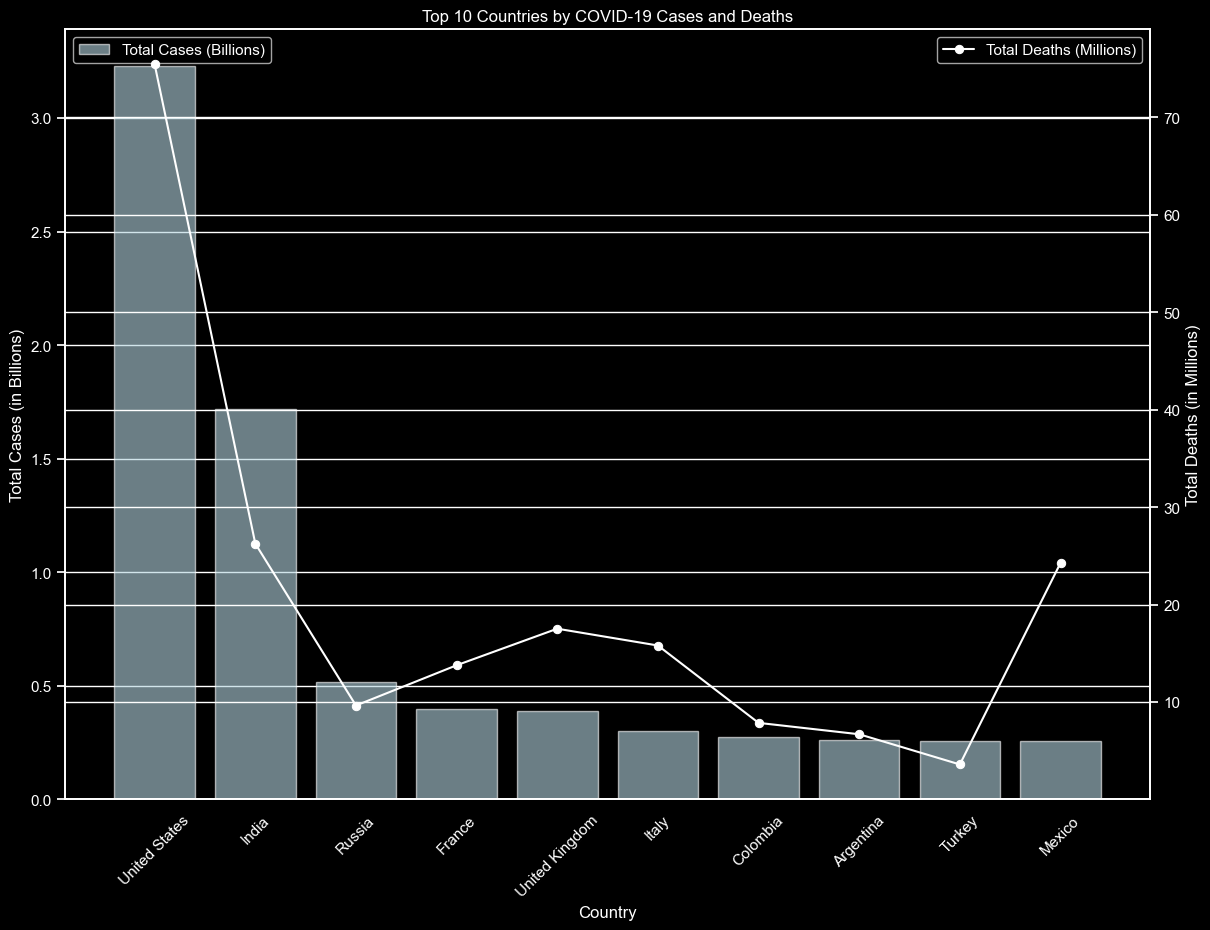 Top 10 Countries by COVID-19 Cases and Deaths
Total Cases (Billions)
Total Deaths (Millions)
Total Cases (in Billions)
3.0
2.5
2.0
1.5
1.0
0.5
0.0
70
60
50
40
30
20
10
Total Deaths (in Millions)
United States
India
Russia
France
United Kingdom
Italy
Colombia
Argentina
Turkey
Mexico
Country